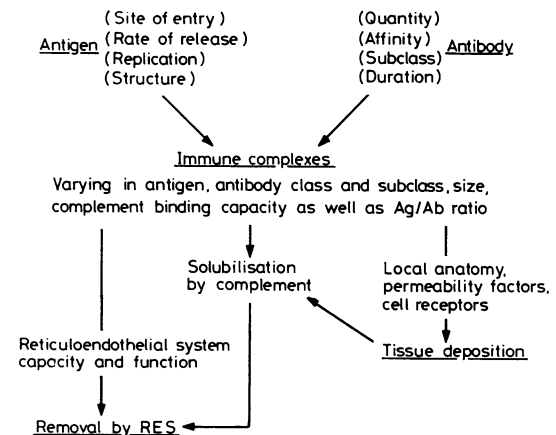 Antigen
(Site of entry)
(Rate of release)
(Replication)
(Structure)
(Quantity)
(Affinity)
(Subclass)
(Duration)
Antibody
Immune complexes
Varying in antigen, antibody class and subclass, size,
complement binding capacity as well as Ag/Ab ratio
Solubilisation
by complement
Local anatomy,
permeability factors,
cell receptors
Reticuloendothelial system
capacity and function
Tissue deposition
Removal by RES